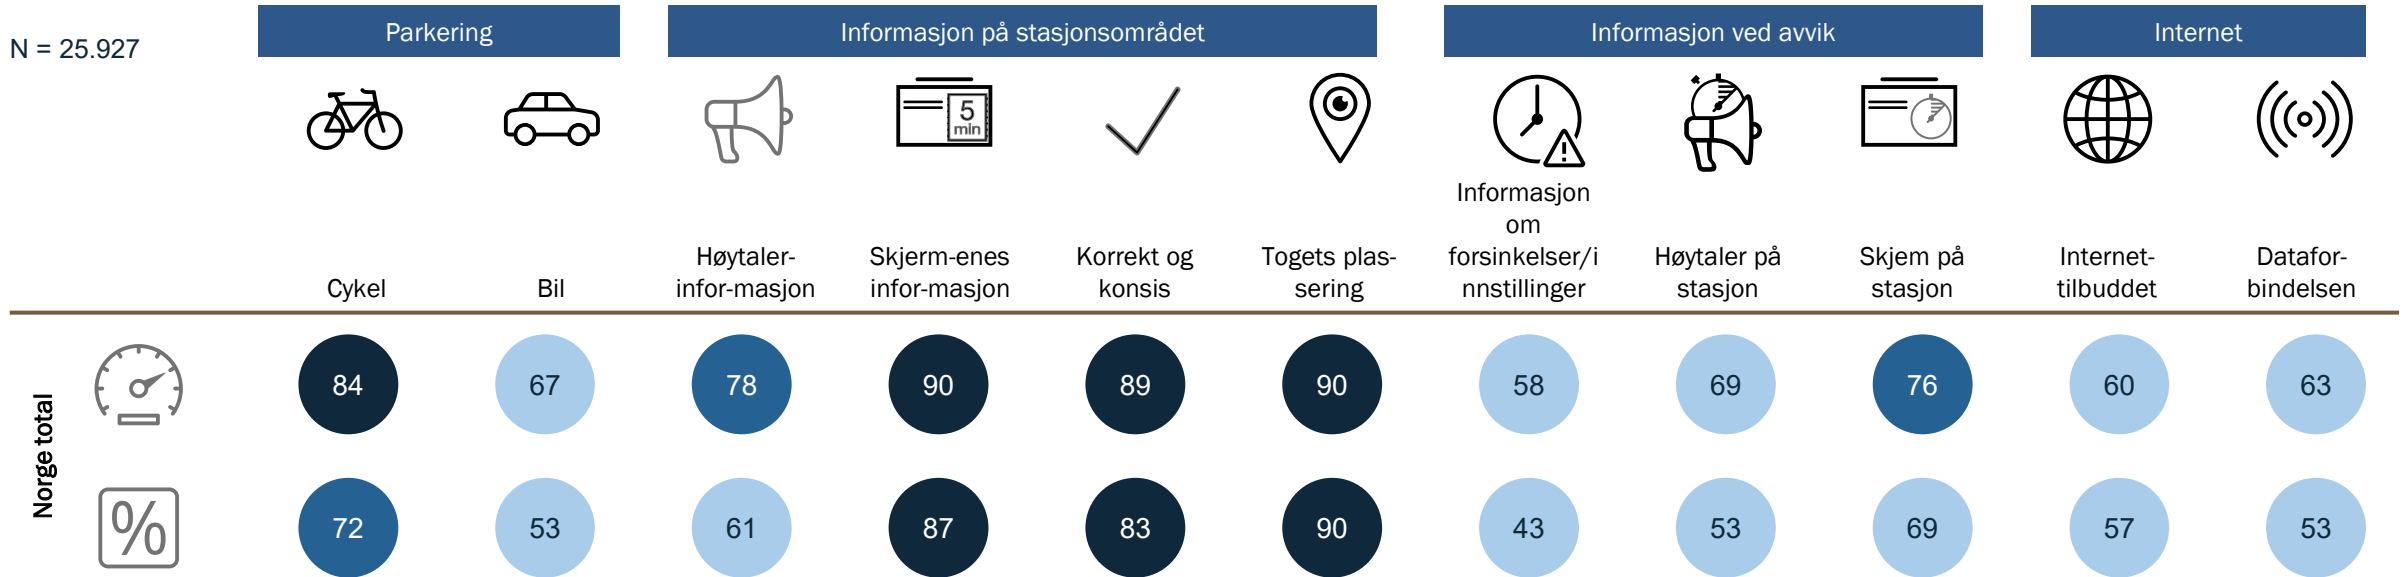 N = 25.927
Parkering
Informasjon på stasjonsområdet
Informasjon ved avvik
Internet
5
min
Cykel
Bil
Høytaler-
infor-masjon
Skjerm-enes
infor-masjon
Korrekt og
konsis
Togets plas-
sering
Informasjon
om
forsinkelser/i
nnstillinger
Høytaler på
stasjon
Skjem på
stasjon
Internet-
tilbuddet
Datafor-
bindelsen
Norge total
84 67 78 90 89 90 58 69 76 60 63
%
72 53 61 87 83 90 43 53 69 57 53